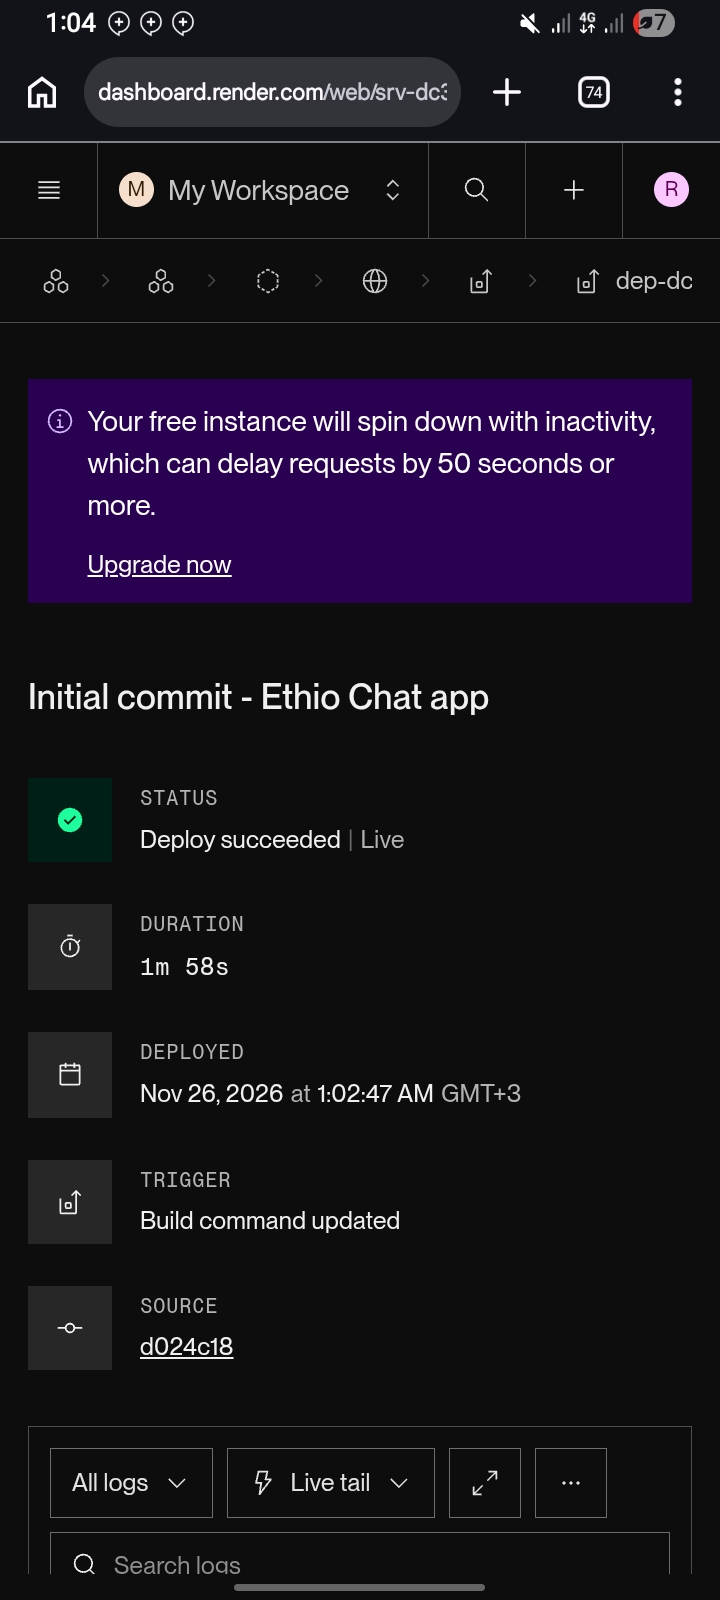 1:04
4G
7
dashboard.render.com/web/srv-dc
74
M My Workspace
R
dep-dc
Your free instance will spin down with inactivity,
which can delay requests by 50 seconds or
more.
Upgrade now
Initial commit - Ethio Chat app
STATUS
Deploy succeeded | Live
DURATION
1m 58s
DEPLOYED
Nov 26, 2026 at 1:02:47 AM GMT+3
TRIGGER
Build command updated
SOURCE
d024c18
All logs
Live tail
Search logs